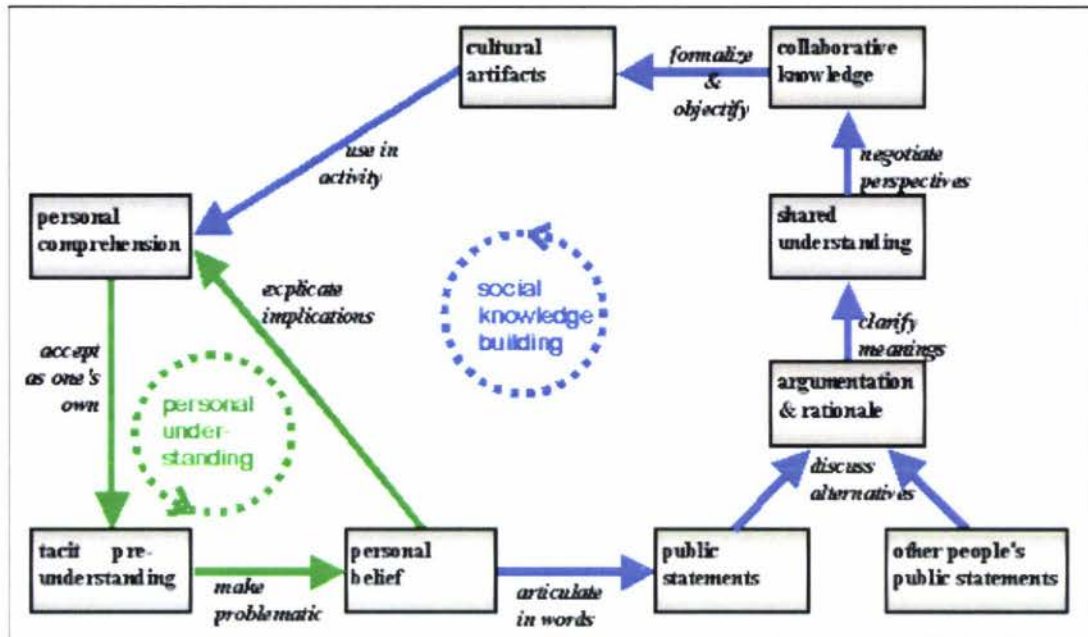 cultural
artifacts
formalize
&
objectify
collaborative
knowledge
use in
activity
negotiate
perspectives
personal
comprehension
shared
understanding
explicate
implications
social
knowledge
building
clarify
meanings
accept
as one's
own
personal
under-
standing
argumentation
& rationale
discuss
alternatives
tacit pre-
understanding
make
problematic
personal
belief
articulate
in words
public
statements
other people's
public statements